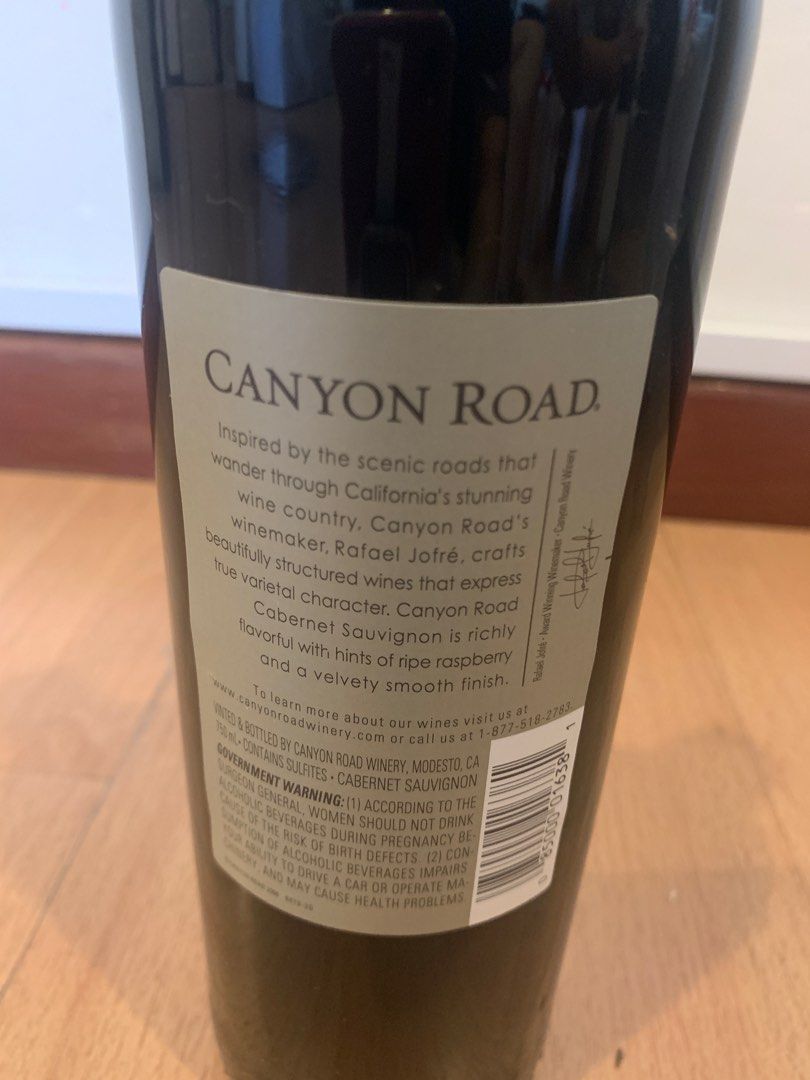 CANYON ROAD®
Inspired by the scenic roads that
wander through California's stunning
wine country, Canyon Road's
winemaker, Rafael Jofré, crafts
beautifully structured wines that express
true varietal character. Canyon Road
Cabernet Sauvignon is richly
flavorful with hints of ripe raspberry
and a velvety smooth finish.
Rafael Jofré - Award Winning Winemaker - Canyon Road Winery
To learn more about our wines visit us at
www.canyonroadwinery.com or call us at 1-877-518-2783.
VINTED & BOTTLED BY CANYON ROAD WINERY, MODESTO, CA
750 mL • CONTAINS SULFITES • CABERNET SAUVIGNON
GOVERNMENT WARNING: (1) ACCORDING TO THE
SURGEON GENERAL, WOMEN SHOULD NOT DRINK
ALCOHOLIC BEVERAGES DURING PREGNANCY BE-
CAUSE OF THE RISK OF BIRTH DEFECTS. (2) CON-
SUMPTION OF ALCOHOLIC BEVERAGES IMPAIRS
YOUR ABILITY TO DRIVE A CAR OR OPERATE MA-
CHINERY, AND MAY CAUSE HEALTH PROBLEMS.
0 85000 01638 1